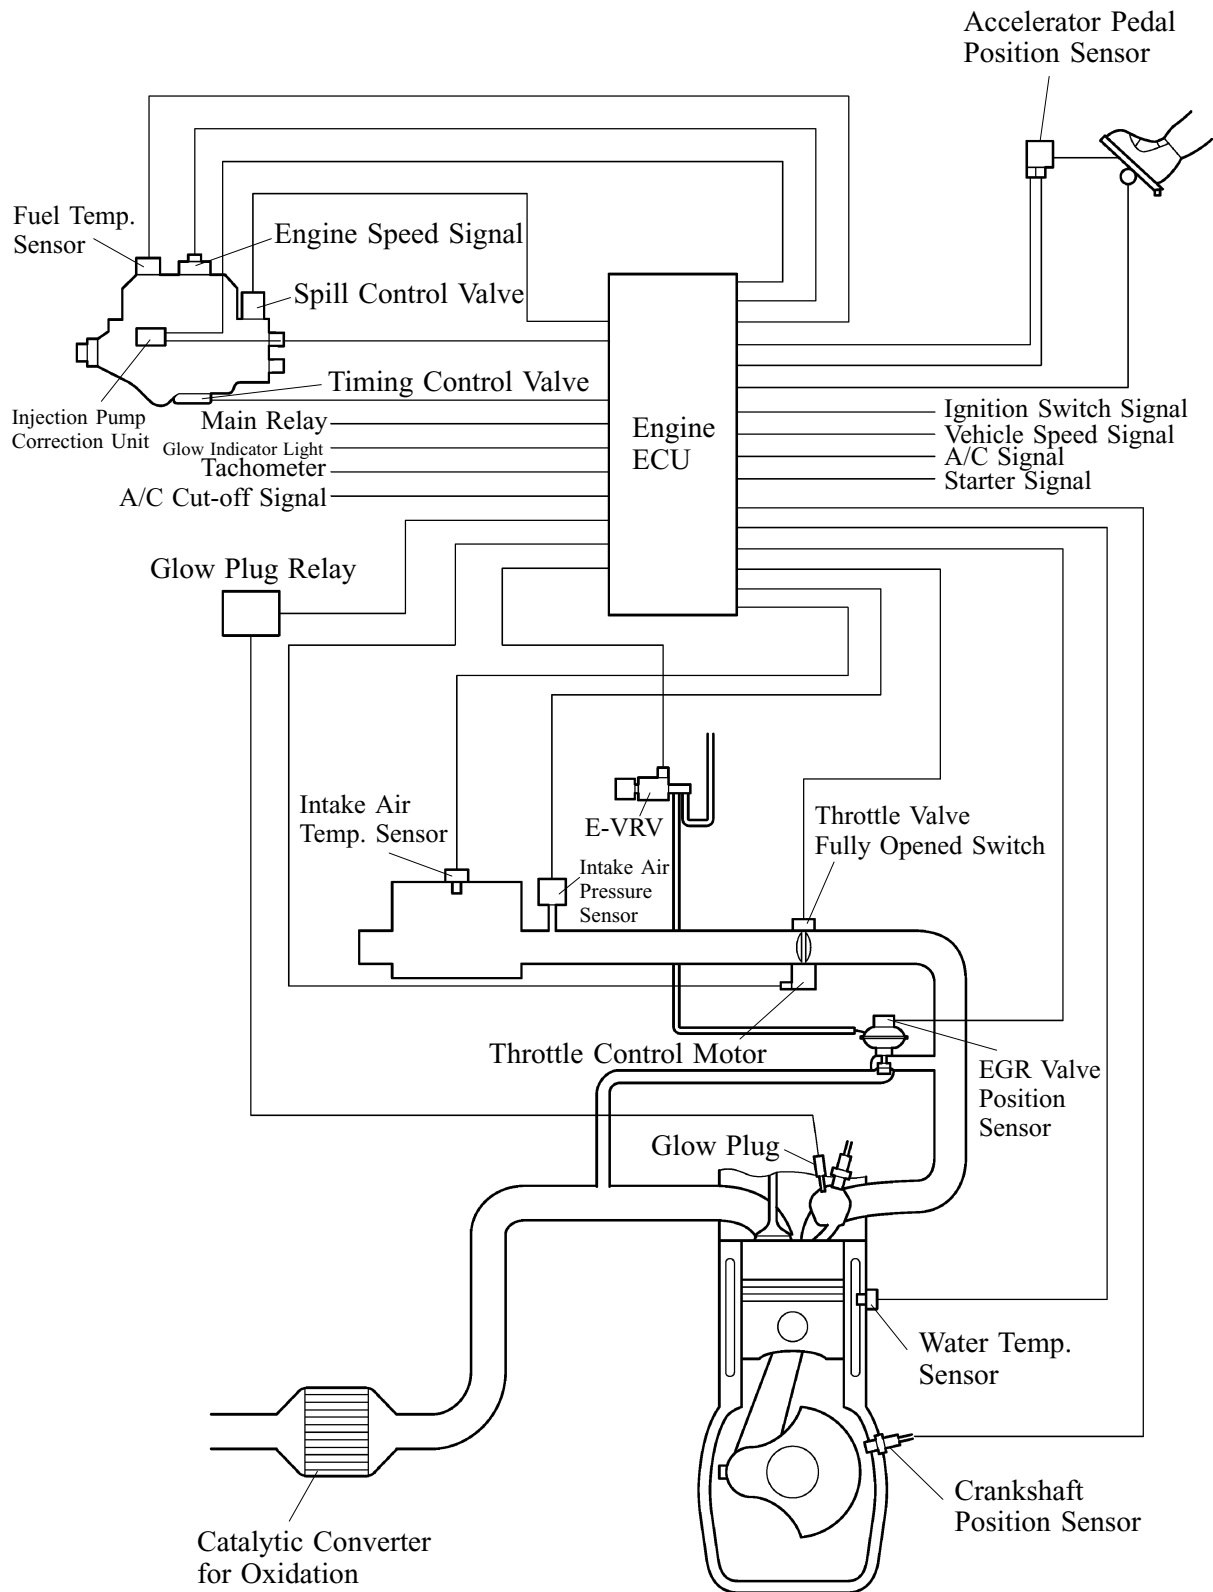 Accelerator Pedal
Position Sensor
Fuel Temp.
Sensor
Engine Speed Signal
Spill Control Valve
Timing Control Valve
Injection Pump
Correction Unit
Main Relay
Glow Indicator Light
Tachometer
A/C Cut-off Signal
Engine
ECU
Ignition Switch Signal
Vehicle Speed Signal
A/C Signal
Starter Signal
Glow Plug Relay
Intake Air
Temp. Sensor
E-VRV
Throttle Valve
Fully Opened Switch
Intake Air
Pressure
Sensor
Throttle Control Motor
EGR Valve
Position
Sensor
Glow Plug
Water Temp.
Sensor
Crankshaft
Position Sensor
Catalytic Converter
for Oxidation